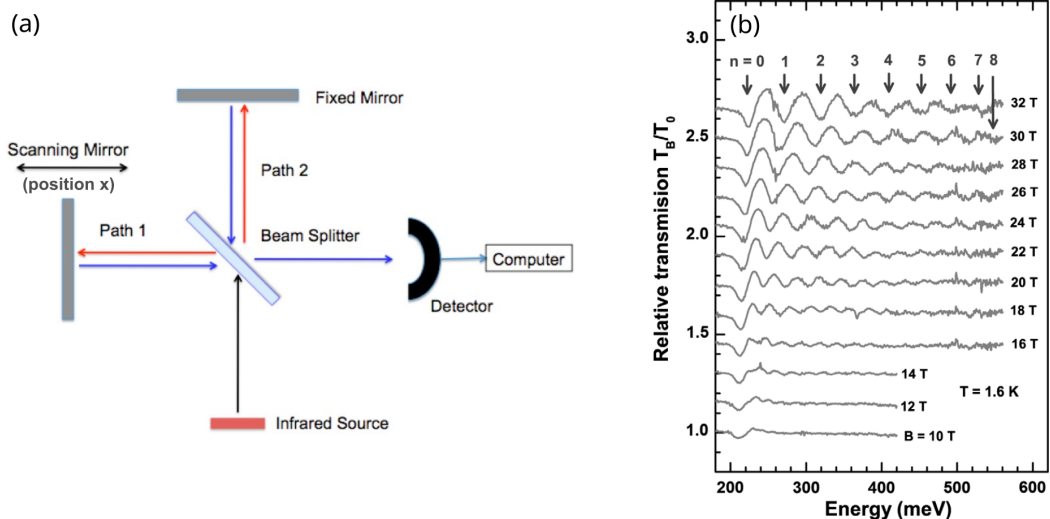 (a)
Fixed Mirror
Scanning Mirror
(position x)
Path 2
Path 1
Beam Splitter
Computer
Detector
Infrared Source
(b)
Relative transmision T_B/T_0
3.0
2.5
2.0
1.5
1.0
n = 0 1 2 3 4 5 6 7 8
32 T
30 T
28 T
26 T
24 T
22 T
20 T
18 T
16 T
14 T
T = 1.6 K
12 T
B = 10 T
200 300 400 500 600
Energy (meV)